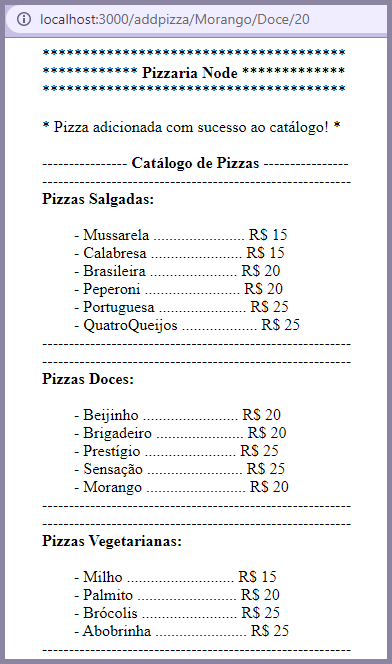 localhost:3000/addpizza/Morango/Doce/20
**************************************
************ Pizzaria Node *************
**************************************
* Pizza adicionada com sucesso ao catálogo! *
---------------- Catálogo de Pizzas ----------------
----------------------------------------------------------
Pizzas Salgadas:
- Mussarela ........................ R$ 15
- Calabresa ........................ R$ 15
- Brasileira ....................... R$ 20
- Peperoni ......................... R$ 20
- Portuguesa ....................... R$ 25
- QuatroQueijos .................... R$ 25
----------------------------------------------------------
----------------------------------------------------------
Pizzas Doces:
- Beijinho ......................... R$ 20
- Brigadeiro ....................... R$ 20
- Prestígio ........................ R$ 25
- Sensação ......................... R$ 25
- Morango .......................... R$ 20
----------------------------------------------------------
----------------------------------------------------------
Pizzas Vegetarianas:
- Milho ............................ R$ 15
- Palmito .......................... R$ 20
- Brócolis ......................... R$ 25
- Abobrinha ........................ R$ 25
----------------------------------------------------------